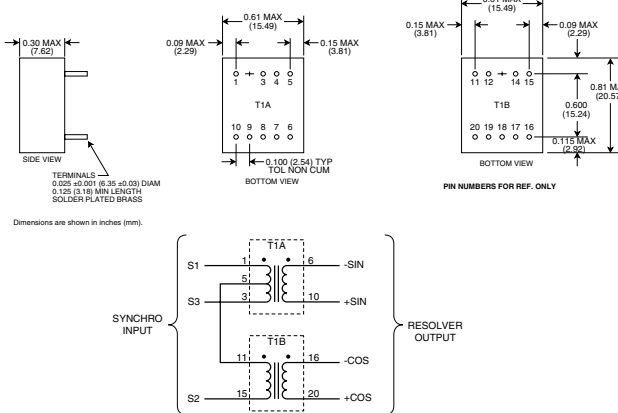 0.30 MAX
(7.62)
SIDE VIEW
TERMINALS
0.025 ±0.001 (6.35 ±0.03) DIAM
0.125 (3.18) MIN LENGTH
SOLDER PLATED BRASS
0.61 MAX
(15.49)
0.09 MAX
(2.29)
0.15 MAX
(3.81)
1 3 4 5
T1A
10 9 8 7 6
0.100 (2.54) TYP
TOL NON CUM
BOTTOM VIEW
(15.49)
0.15 MAX
(3.81)
0.09 MAX
(2.29)
11 12 14 15
T1B
20 19 18 17 16
0.600
(15.24)
0.115 MAX
(2.92)
BOTTOM VIEW
PIN NUMBERS FOR REF. ONLY
Dimensions are shown in inches (mm).
T1A
S1 1 6 -SIN
5
S3 3 10 +SIN
SYNCHRO
INPUT
RESOLVER
OUTPUT
T1B
11 16 -COS
S2 15 20 +COS